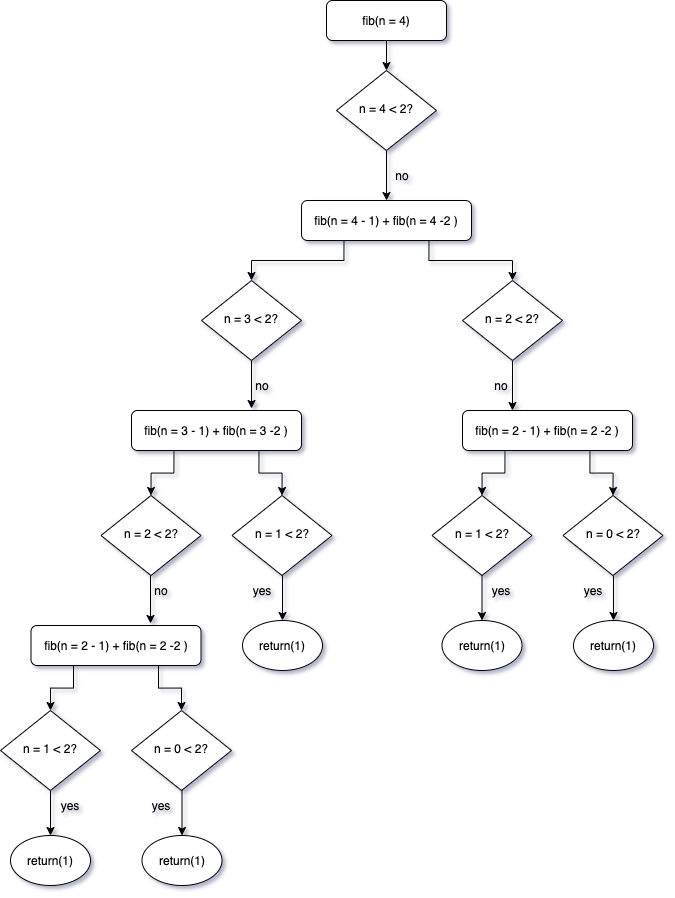 fib(n = 4)
n = 4 < 2?
no
fib(n = 4 - 1) + fib(n = 4 -2 )
n = 3 < 2?
n = 2 < 2?
no
no
fib(n = 3 - 1) + fib(n = 3 -2 )
fib(n = 2 - 1) + fib(n = 2 -2 )
n = 2 < 2?
n = 1 < 2?
n = 1 < 2?
n = 0 < 2?
no
yes
yes
yes
fib(n = 2 - 1) + fib(n = 2 -2 )
return(1)
return(1)
return(1)
n = 1 < 2?
n = 0 < 2?
yes
yes
return(1)
return(1)